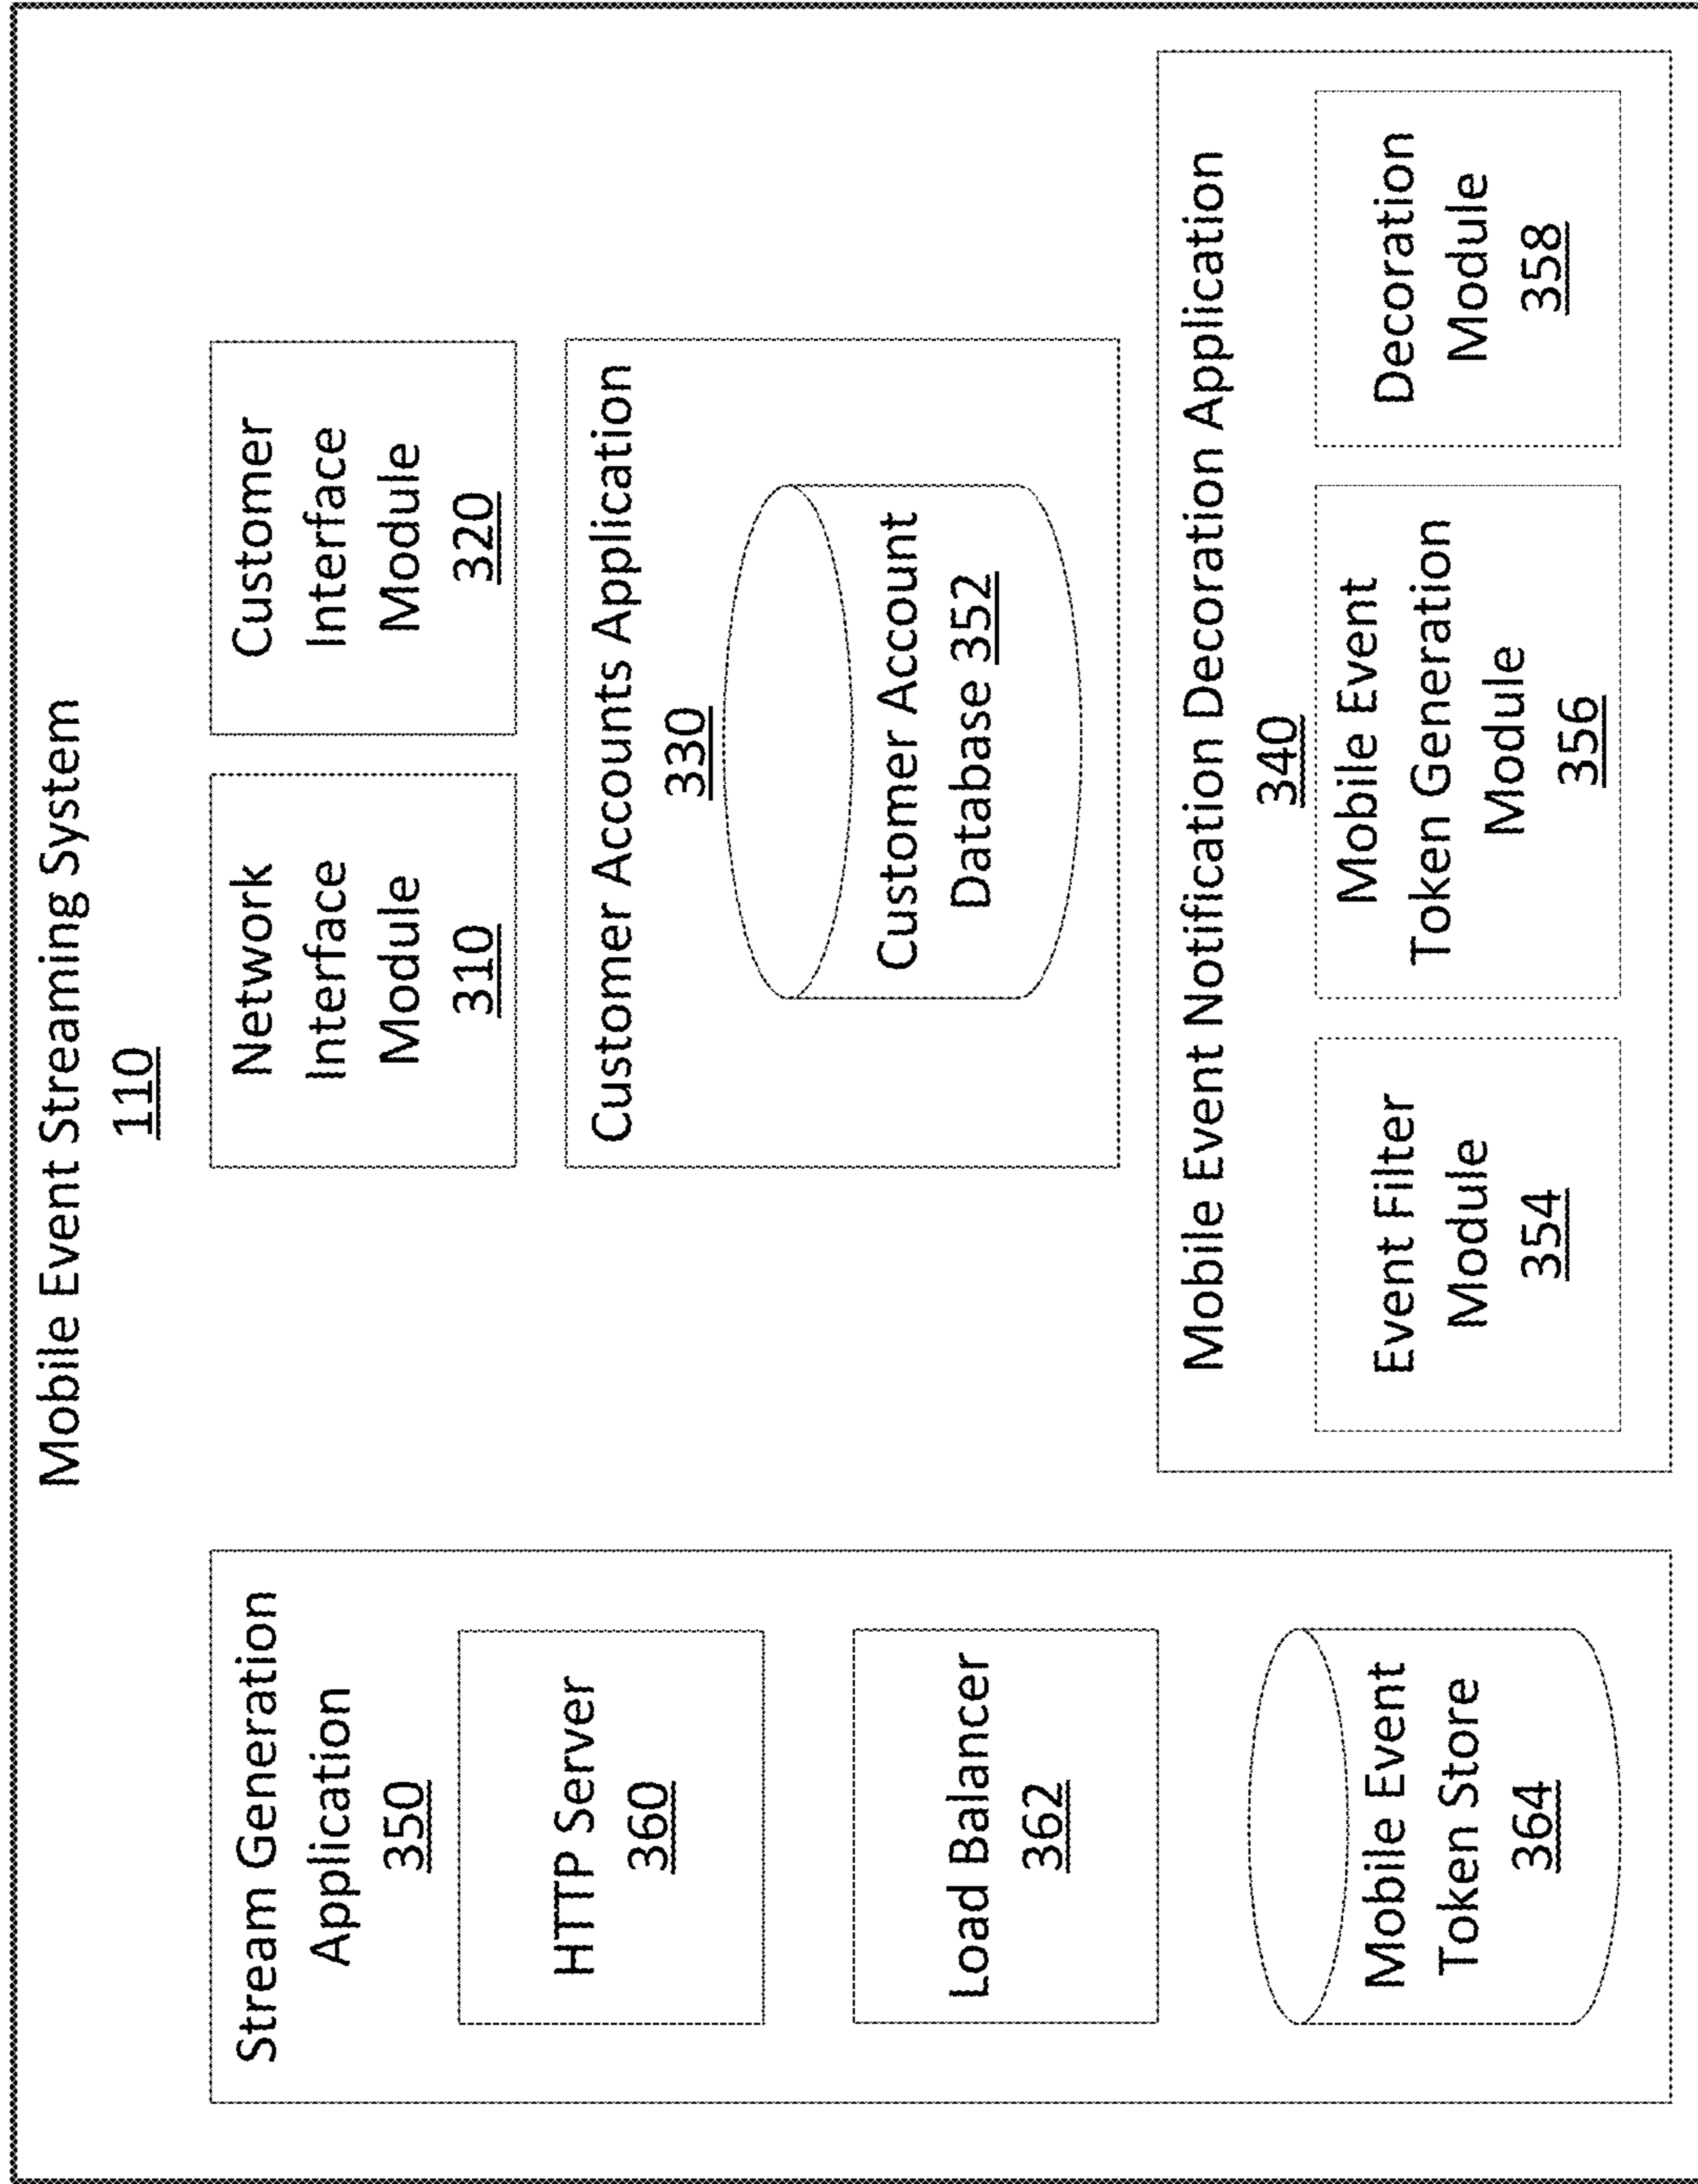 Mobile Event Streaming System
110
Stream Generation
Application
350
HTTP Server
360
Load Balancer
362
Mobile Event
Token Store
364
Network
Interface
Module
310
Customer
Interface
Module
320
Customer Accounts Application
330
Customer Account
Database 352
Mobile Event Notification Decoration Application
340
Event Filter
Module
354
Mobile Event
Token Generation
Module
356
Decoration
Module
358